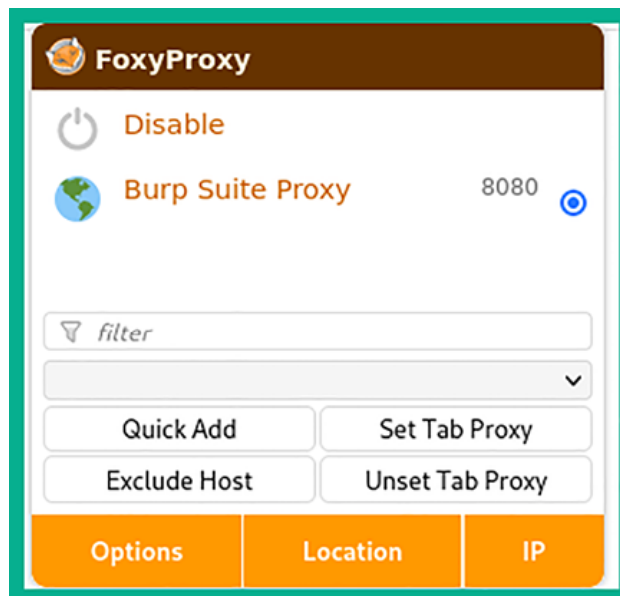 FoxyProxy
Disable
Burp Suite Proxy 8080
filter
Quick Add Set Tab Proxy
Exclude Host Unset Tab Proxy
Options Location IP